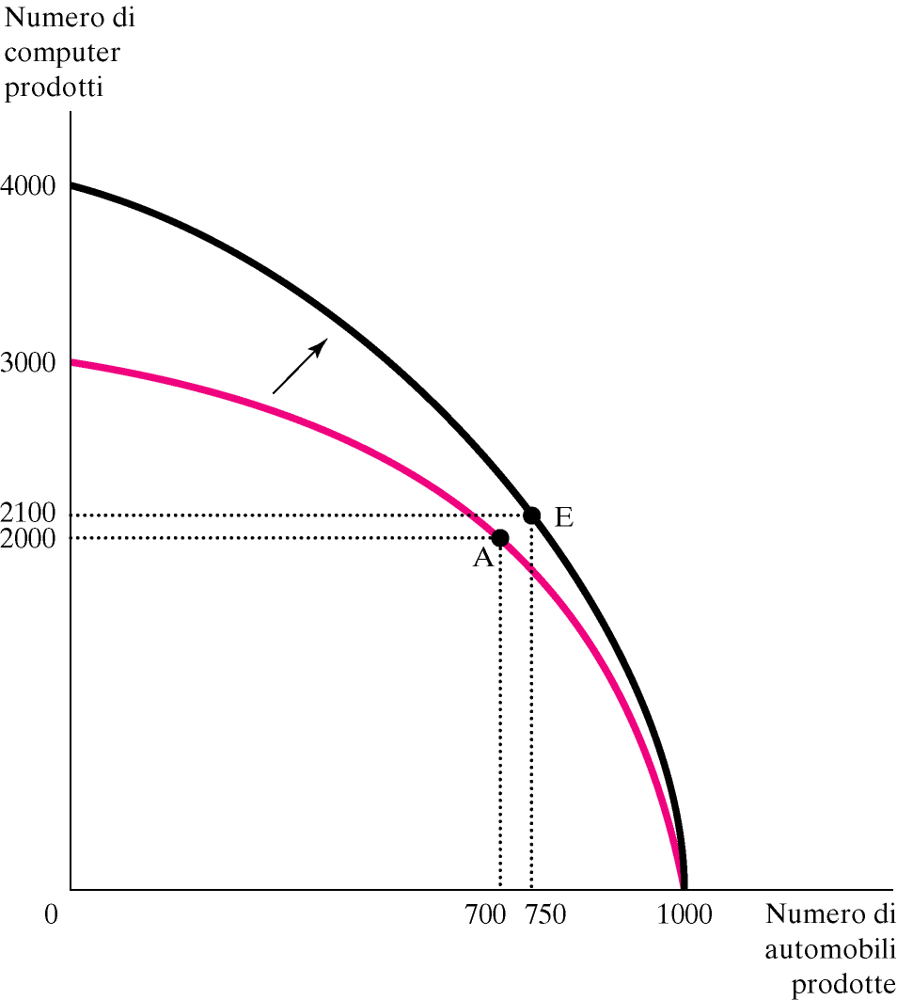 Numero di
computer
prodotti
4000
3000
2100
2000
E
A
0
700
750
1000
Numero di
automobili
prodotte